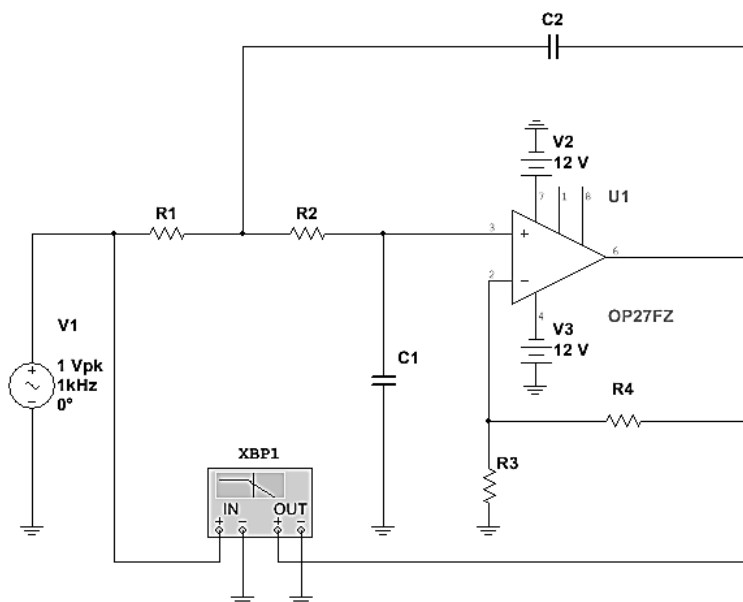 C2
V2
12 V
7
1
8
U1
R1
R2
3
+
6
2
−
OP27FZ
4
V3
12 V
V1
+
1 Vpk
1kHz
0°
−
C1
R4
XBP1
R3
IN
OUT
+ − + −